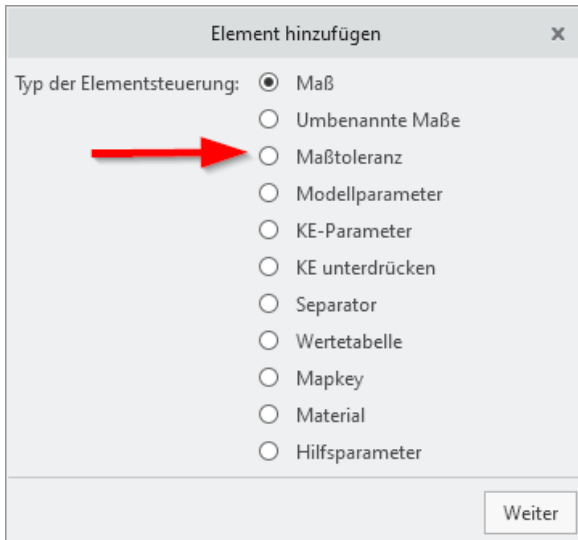 Element hinzufügen
Typ der Elementsteuerung: Maß
Umbenannte Maße
Maßtoleranz
Modellparameter
KE-Parameter
KE unterdrücken
Separator
Wertetabelle
Mapkey
Material
Hilfsparameter
Weiter